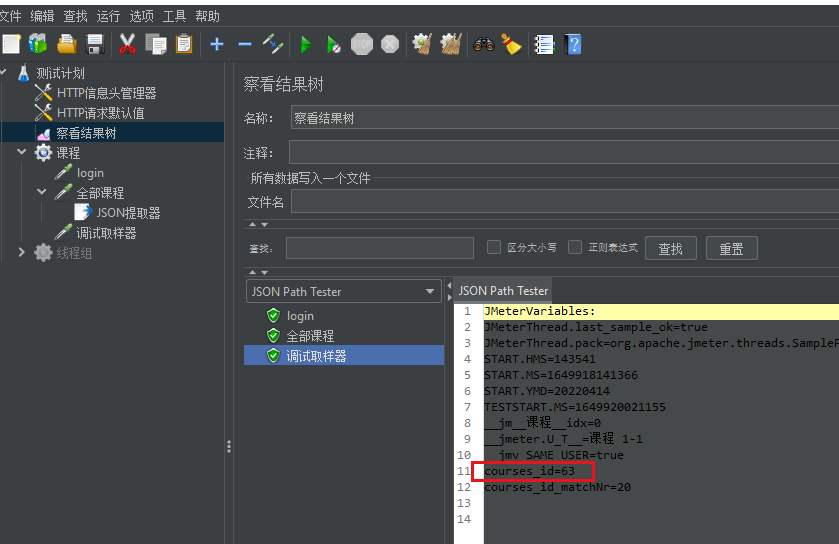 文件 编辑 查找 运行 选项 工具 帮助
测试计划
HTTP信息头管理器
HTTP请求默认值
察看结果树
课程
login
全部课程
JSON提取器
调试取样器
线程组
察看结果树
名称： 察看结果树
注释：
所有数据写入一个文件
文件名
查找: 区分大小写 正则表达式 查找 重置
JSON Path Tester
login
全部课程
调试取样器
JSON Path Tester
1 JMeterVariables:
2 JMeterThread.last_sample_ok=true
3 JMeterThread.pack=org.apache.jmeter.threads.Sample
4 START.HMS=143541
5 START.MS=1649918141366
6 START.YMD=20220414
7 TESTSTART.MS=1649920021155
8 __jm__课程__idx=0
9 __jmeter.U_T__=课程 1-1
10 __jmv_SAME_USER=true
11 courses_id=63
12 courses_id_matchNr=20
13
14